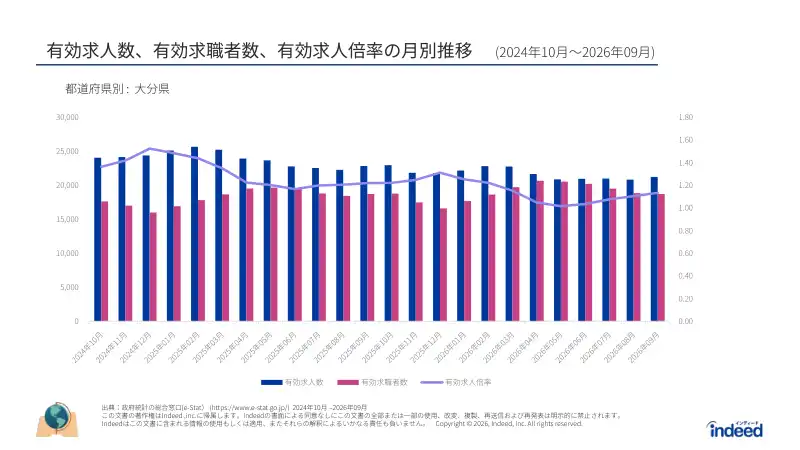 有効求人数、有効求職者数、有効求人倍率の月別推移 (2024年10月～2026年09月)
都道府県別 : 大分県
30,000
25,000
20,000
15,000
10,000
5,000
0
1.80
1.60
1.40
1.20
1.00
0.80
0.60
0.40
0.20
0.00
2024年10月
2024年11月
2024年12月
2025年01月
2025年02月
2025年03月
2025年04月
2025年05月
2025年06月
2025年07月
2025年08月
2025年09月
2025年10月
2025年11月
2025年12月
2026年01月
2026年02月
2026年03月
2026年04月
2026年05月
2026年06月
2026年07月
2026年08月
2026年09月
有効求人数 有効求職者数 有効求人倍率
出典：政府統計の総合窓口(e-Stat） (https://www.e-stat.go.jp/) 2024年10月 –2026年09月
この文書の著作権はIndeed ,inc.に帰属します。Indeedの書面による同意なしにこの文書の全部または一部の使用、改変、複製、再送信および再発表は明示的に禁止されます。
Indeedはこの文書に含まれる情報の使用もしくは適用、またそれらの解釈によるいかなる責任も負いません。 Copyright © 2026, Indeed, Inc. All rights reserved.
インディード
indeed